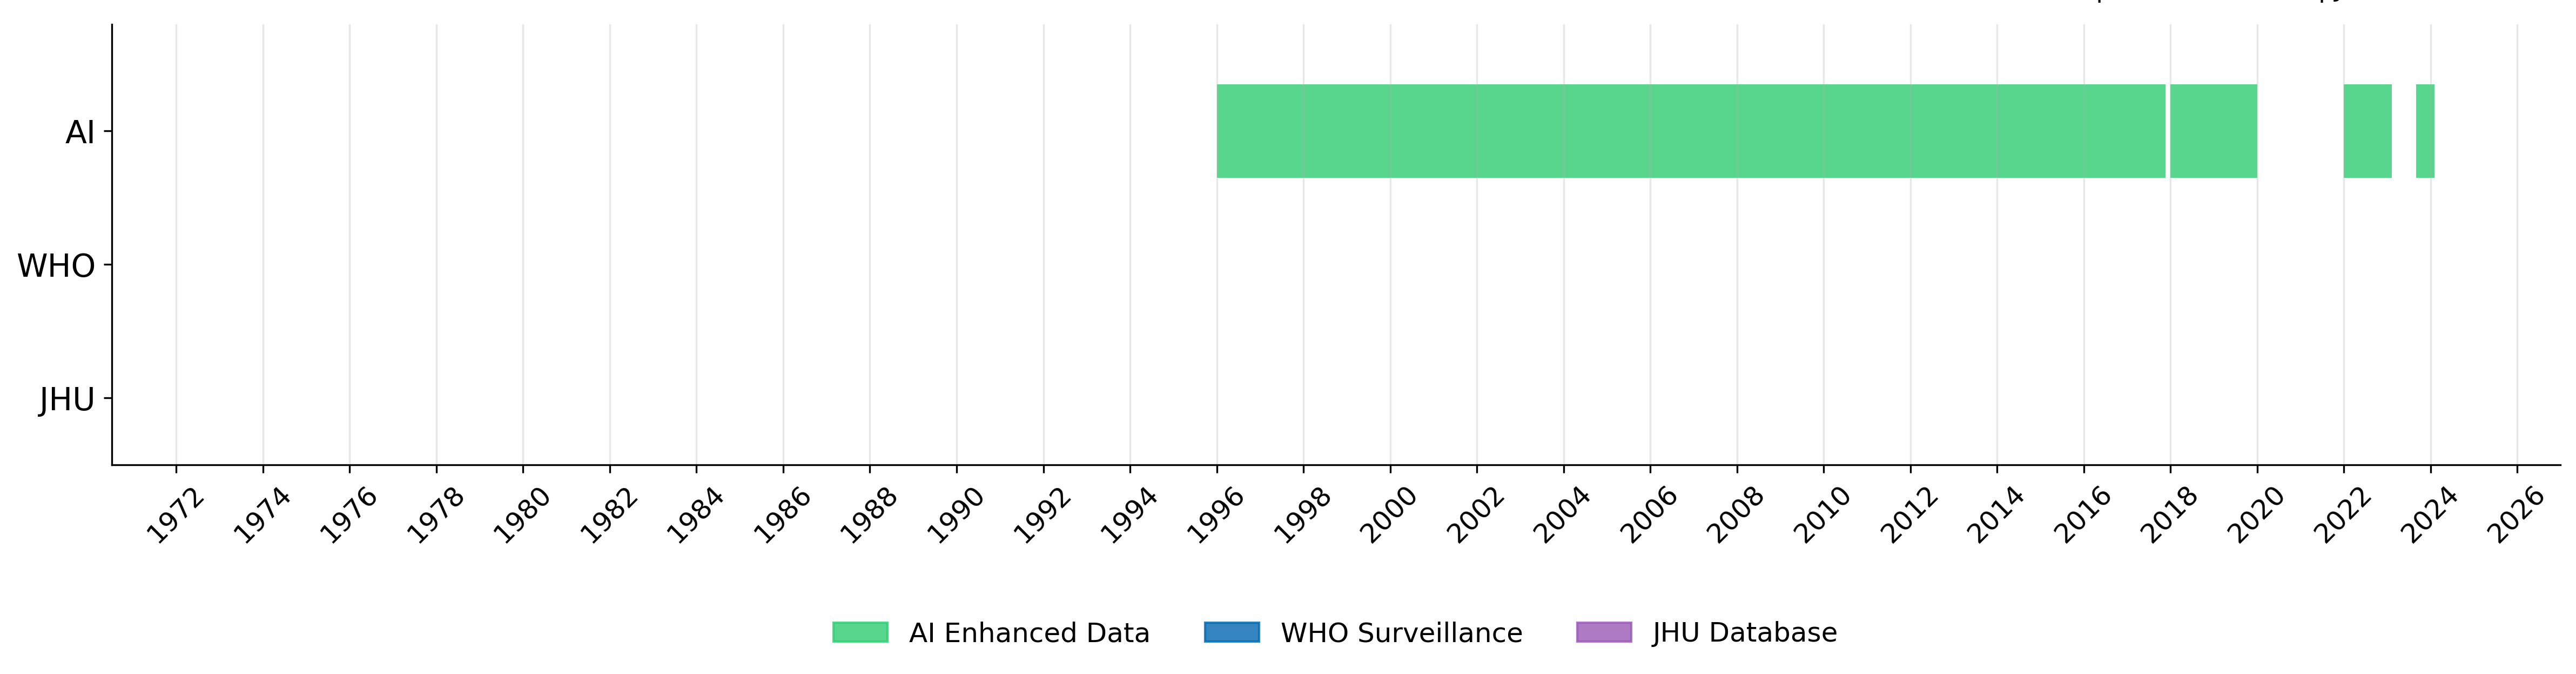 AI
WHO
JHU
1972 1974 1976 1978 1980 1982 1984 1986 1988 1990 1992 1994 1996 1998 2000 2002 2004 2006 2008 2010 2012 2014 2016 2018 2020 2022 2024 2026
AI Enhanced Data WHO Surveillance JHU Database